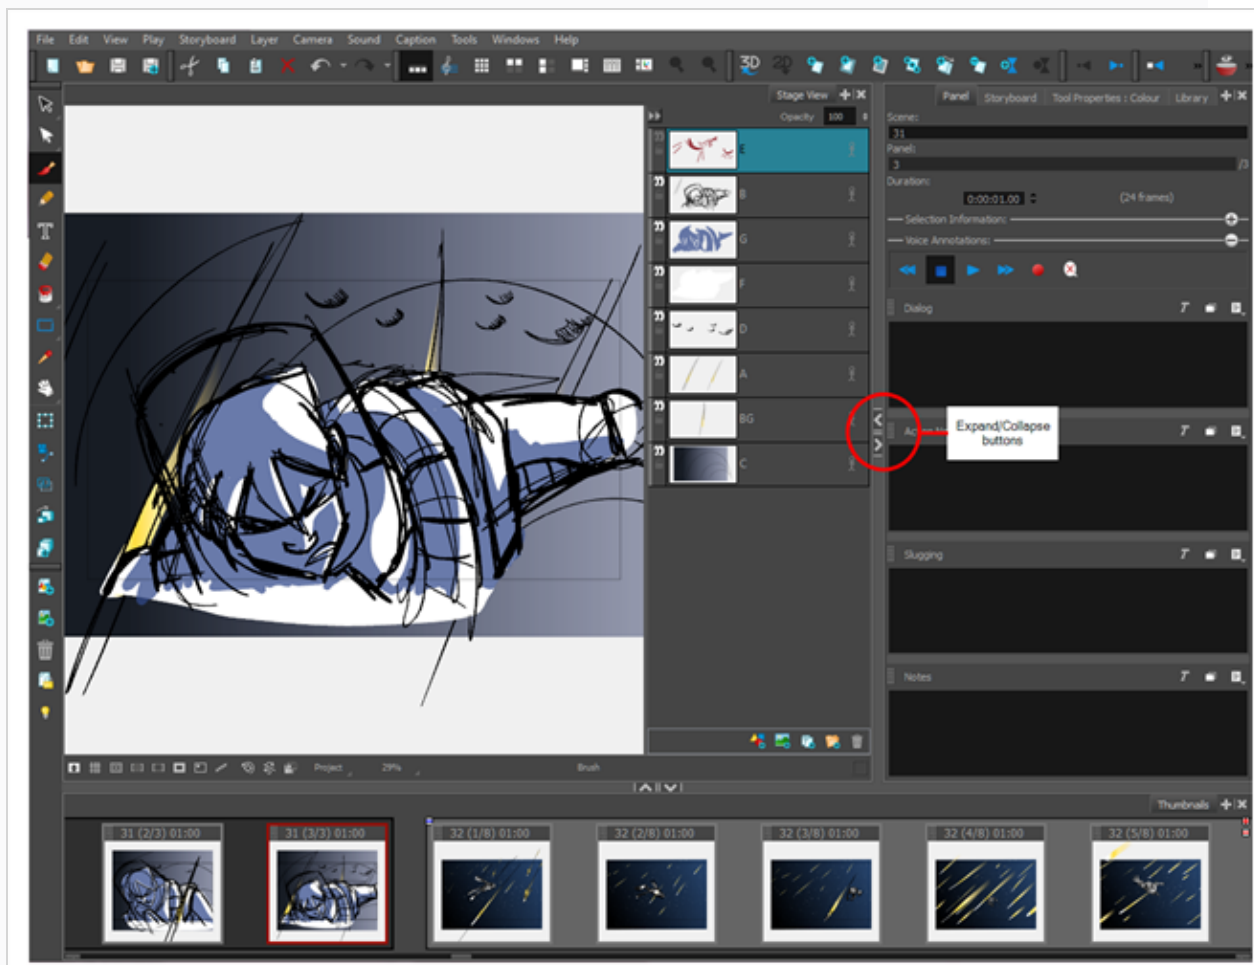 File Edit View Play Storyboard Layer Camera Sound Caption Tools Windows Help
3D 2D
Stage View
Panel Storyboard Tool Properties : Colour Library
Opacity 100
Scene:
31
Panel:
3 /3
Duration:
0:00:01.00 (24 frames)
Selection Information:
Voice Annotations:
E
B
G
F
D
A
BG
C
Dialog
Expand/Collapse
buttons
Slugging
Notes
Project 29% Brush
Thumbnails
31 (2/3) 01:00 31 (3/3) 01:00 32 (1/8) 01:00 32 (2/8) 01:00 32 (3/8) 01:00 32 (4/8) 01:00 32 (5/8) 01:00